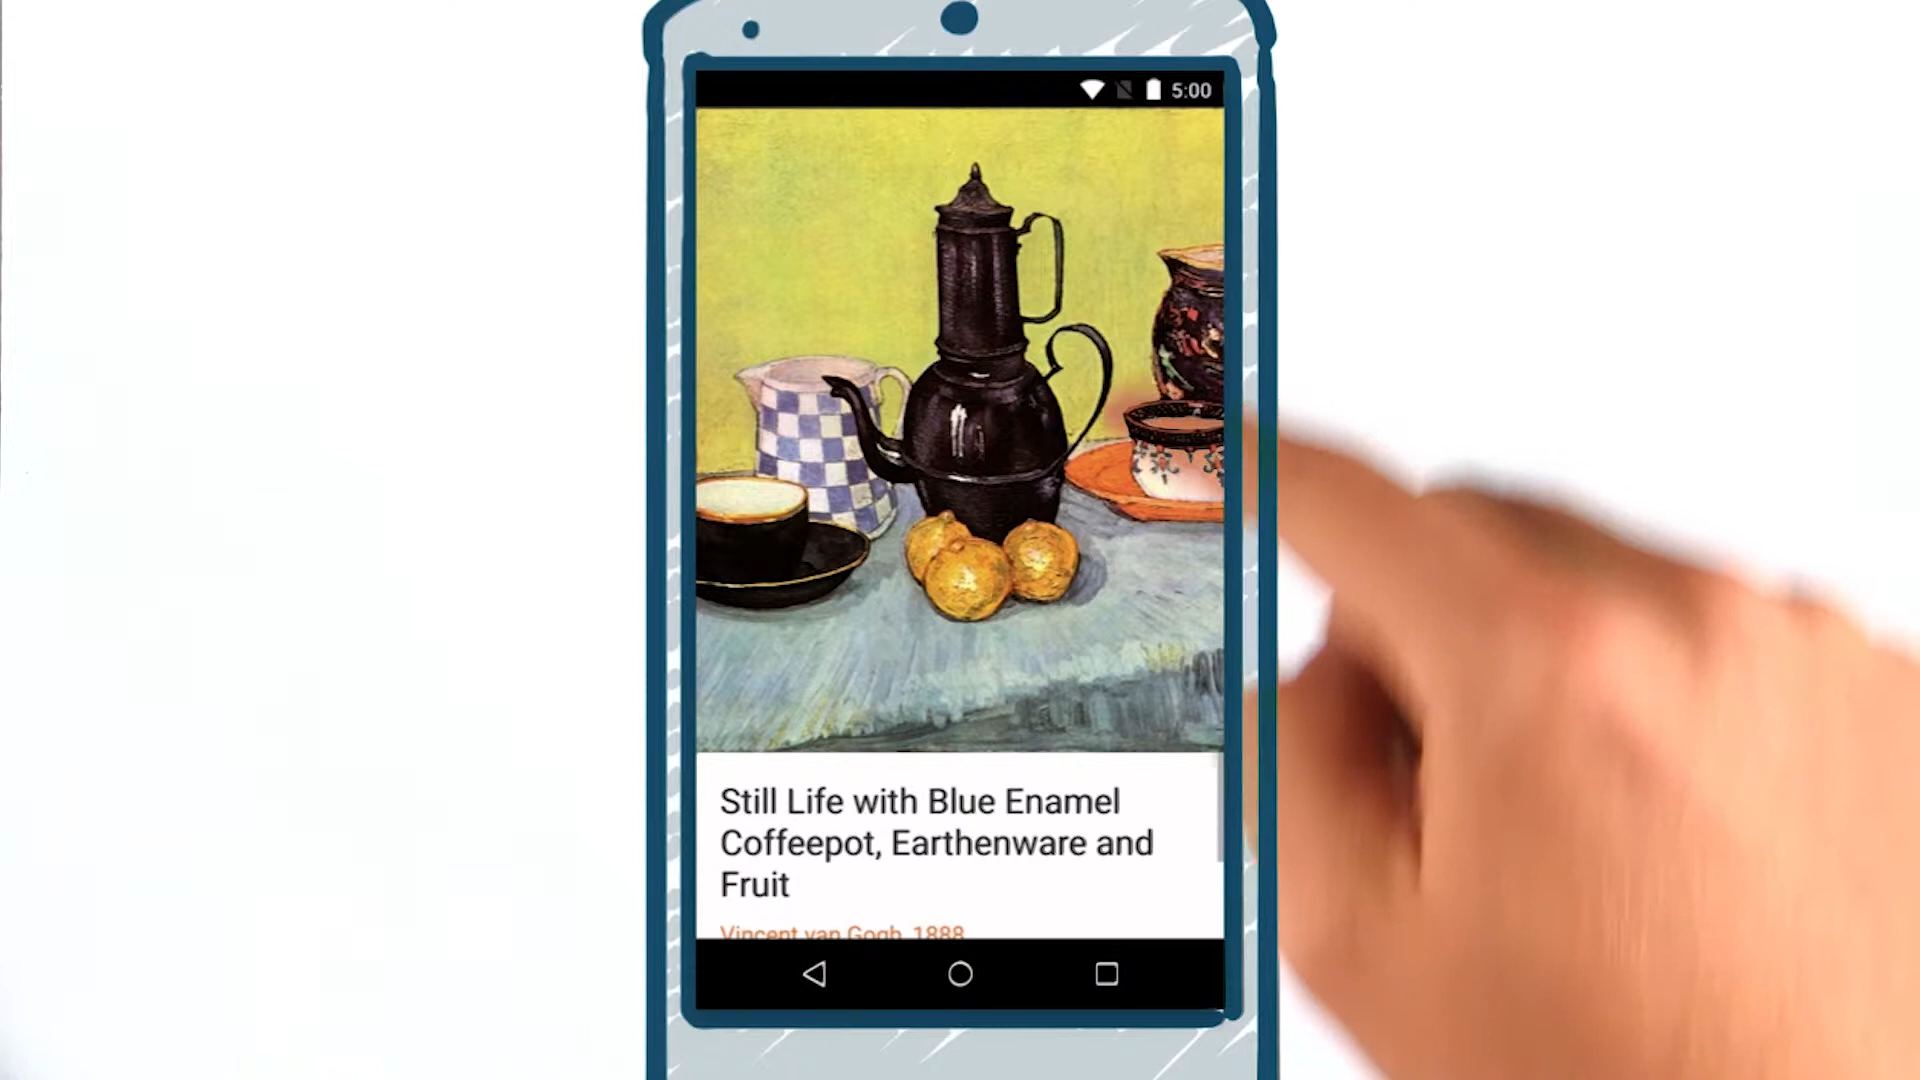 5:00
Still Life with Blue Enamel
Coffeepot, Earthenware and
Fruit
Vincent van Gogh, 1888